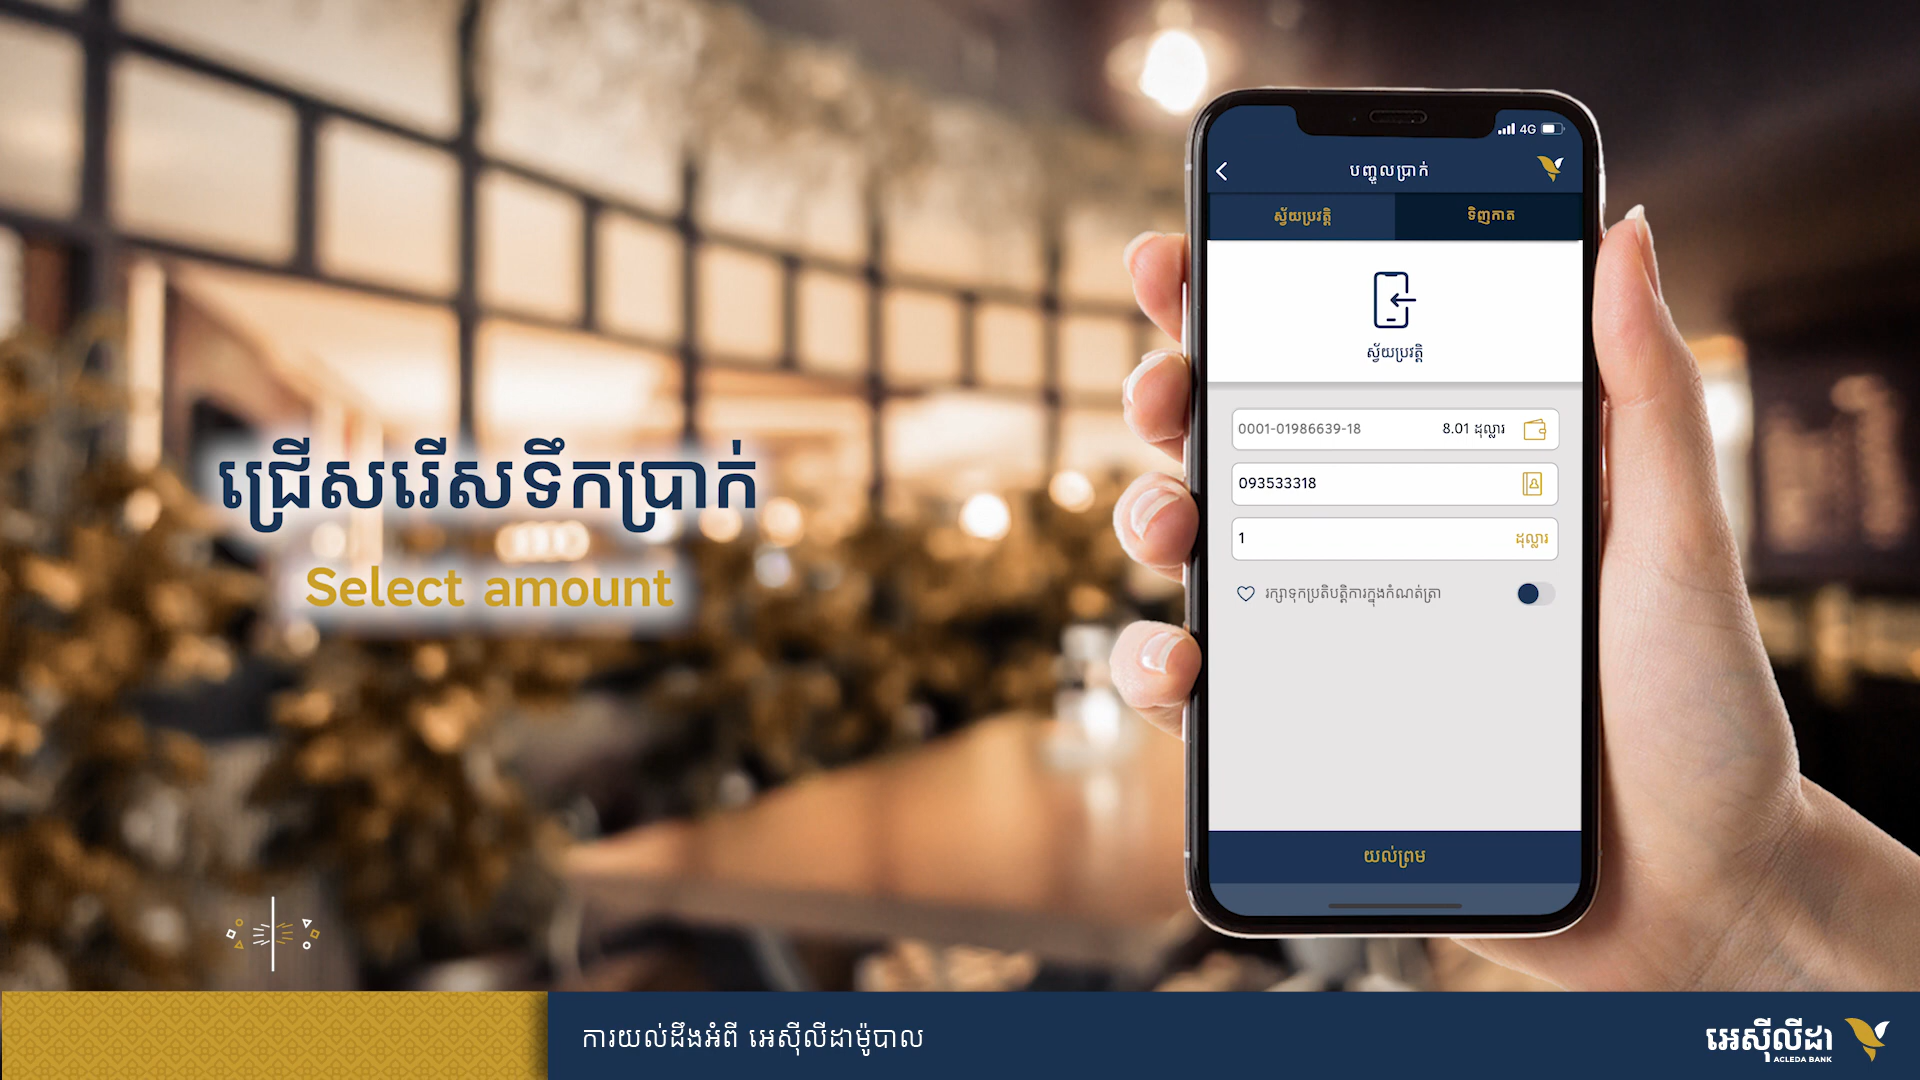 ជ្រើសរើសទឹកប្រាក់
Select amount
4G
បញ្ចូលប្រាក់
ស្វ័យប្រវត្តិ
ទិញកាត
ស្វ័យប្រវត្តិ
0001-01986639-18 8.01 ដុល្លារ
093533318
1 ដុល្លារ
រក្សាទុកប្រតិបត្តិការក្នុងកំណត់ត្រា
យល់ព្រម
ការយល់ដឹងអំពី អេស៊ីលីដាម៉ូបាល
អេស៊ីលីដា
ACLEDA BANK